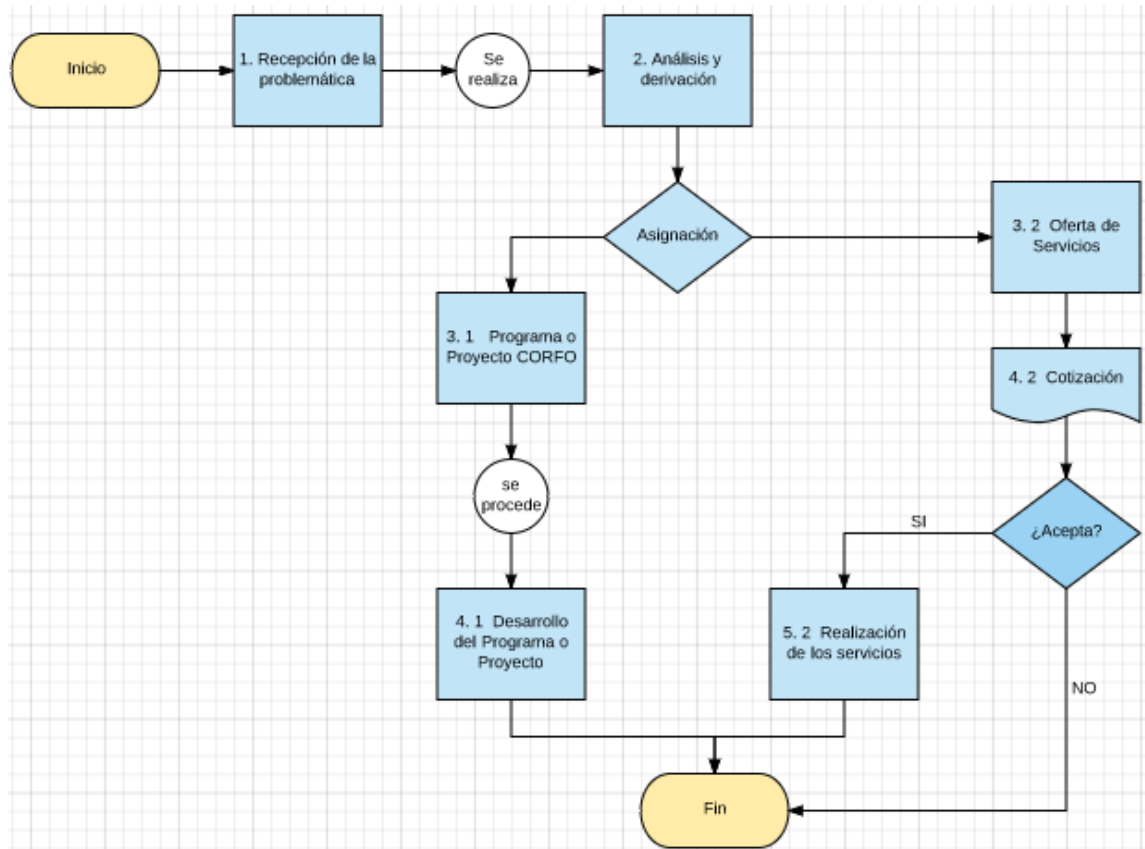 Inicio
1. Recepción de la
problemática
Se
realiza
2. Análisis y
derivación
Asignación
3. 2 Oferta de
Servicios
3. 1 Programa o
Proyecto CORFO
4. 2 Cotización
se
procede
SI
¿Acepta?
4. 1 Desarrollo
del Programa o
Proyecto
5. 2 Realización
de los servicios
NO
Fin